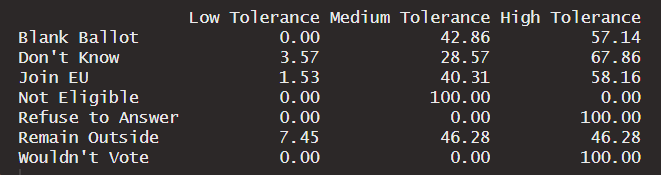 Low Tolerance Medium Tolerance High Tolerance
Blank Ballot 0.00 42.86 57.14
Don't Know 3.57 28.57 67.86
Join EU 1.53 40.31 58.16
Not Eligible 0.00 100.00 0.00
Refuse to Answer 0.00 0.00 100.00
Remain Outside 7.45 46.28 46.28
Wouldn't Vote 0.00 0.00 100.00